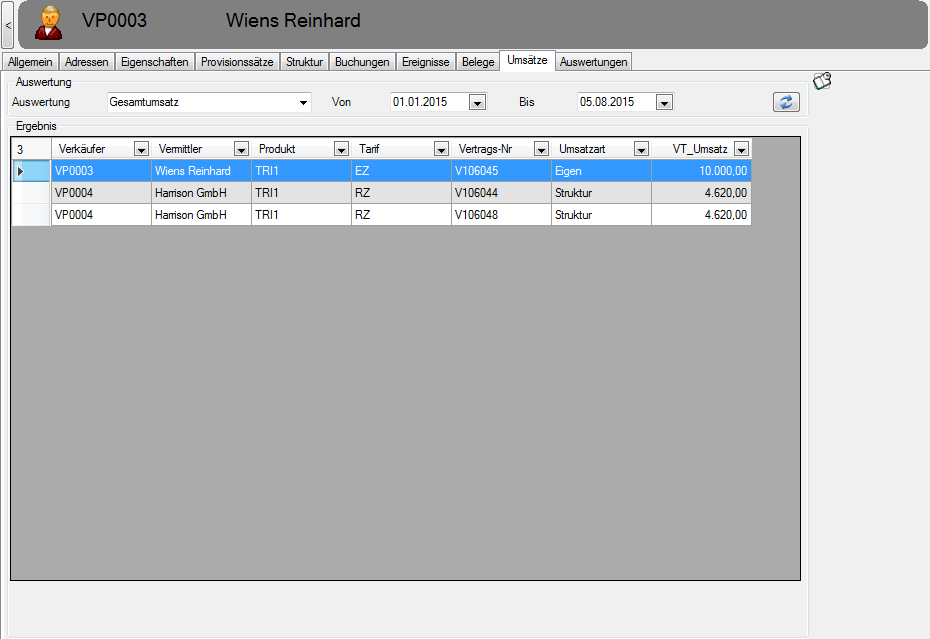 < VP0003 Wiens Reinhard
Allgemein Adressen Eigenschaften Provisionssätze Struktur Buchungen Ereignisse Belege Umsätze Auswertungen
Auswertung
Auswertung Gesamtumsatz Von 01.01.2015 Bis 05.08.2015
Ergebnis
3 Verkäufer Vermittler Produkt Tarif Vertrags-Nr Umsatzart VT_Umsatz
VP0003 Wiens Reinhard TRI1 EZ V106045 Eigen 10.000,00
VP0004 Harrison GmbH TRI1 RZ V106044 Struktur 4.620,00
VP0004 Harrison GmbH TRI1 RZ V106048 Struktur 4.620,00